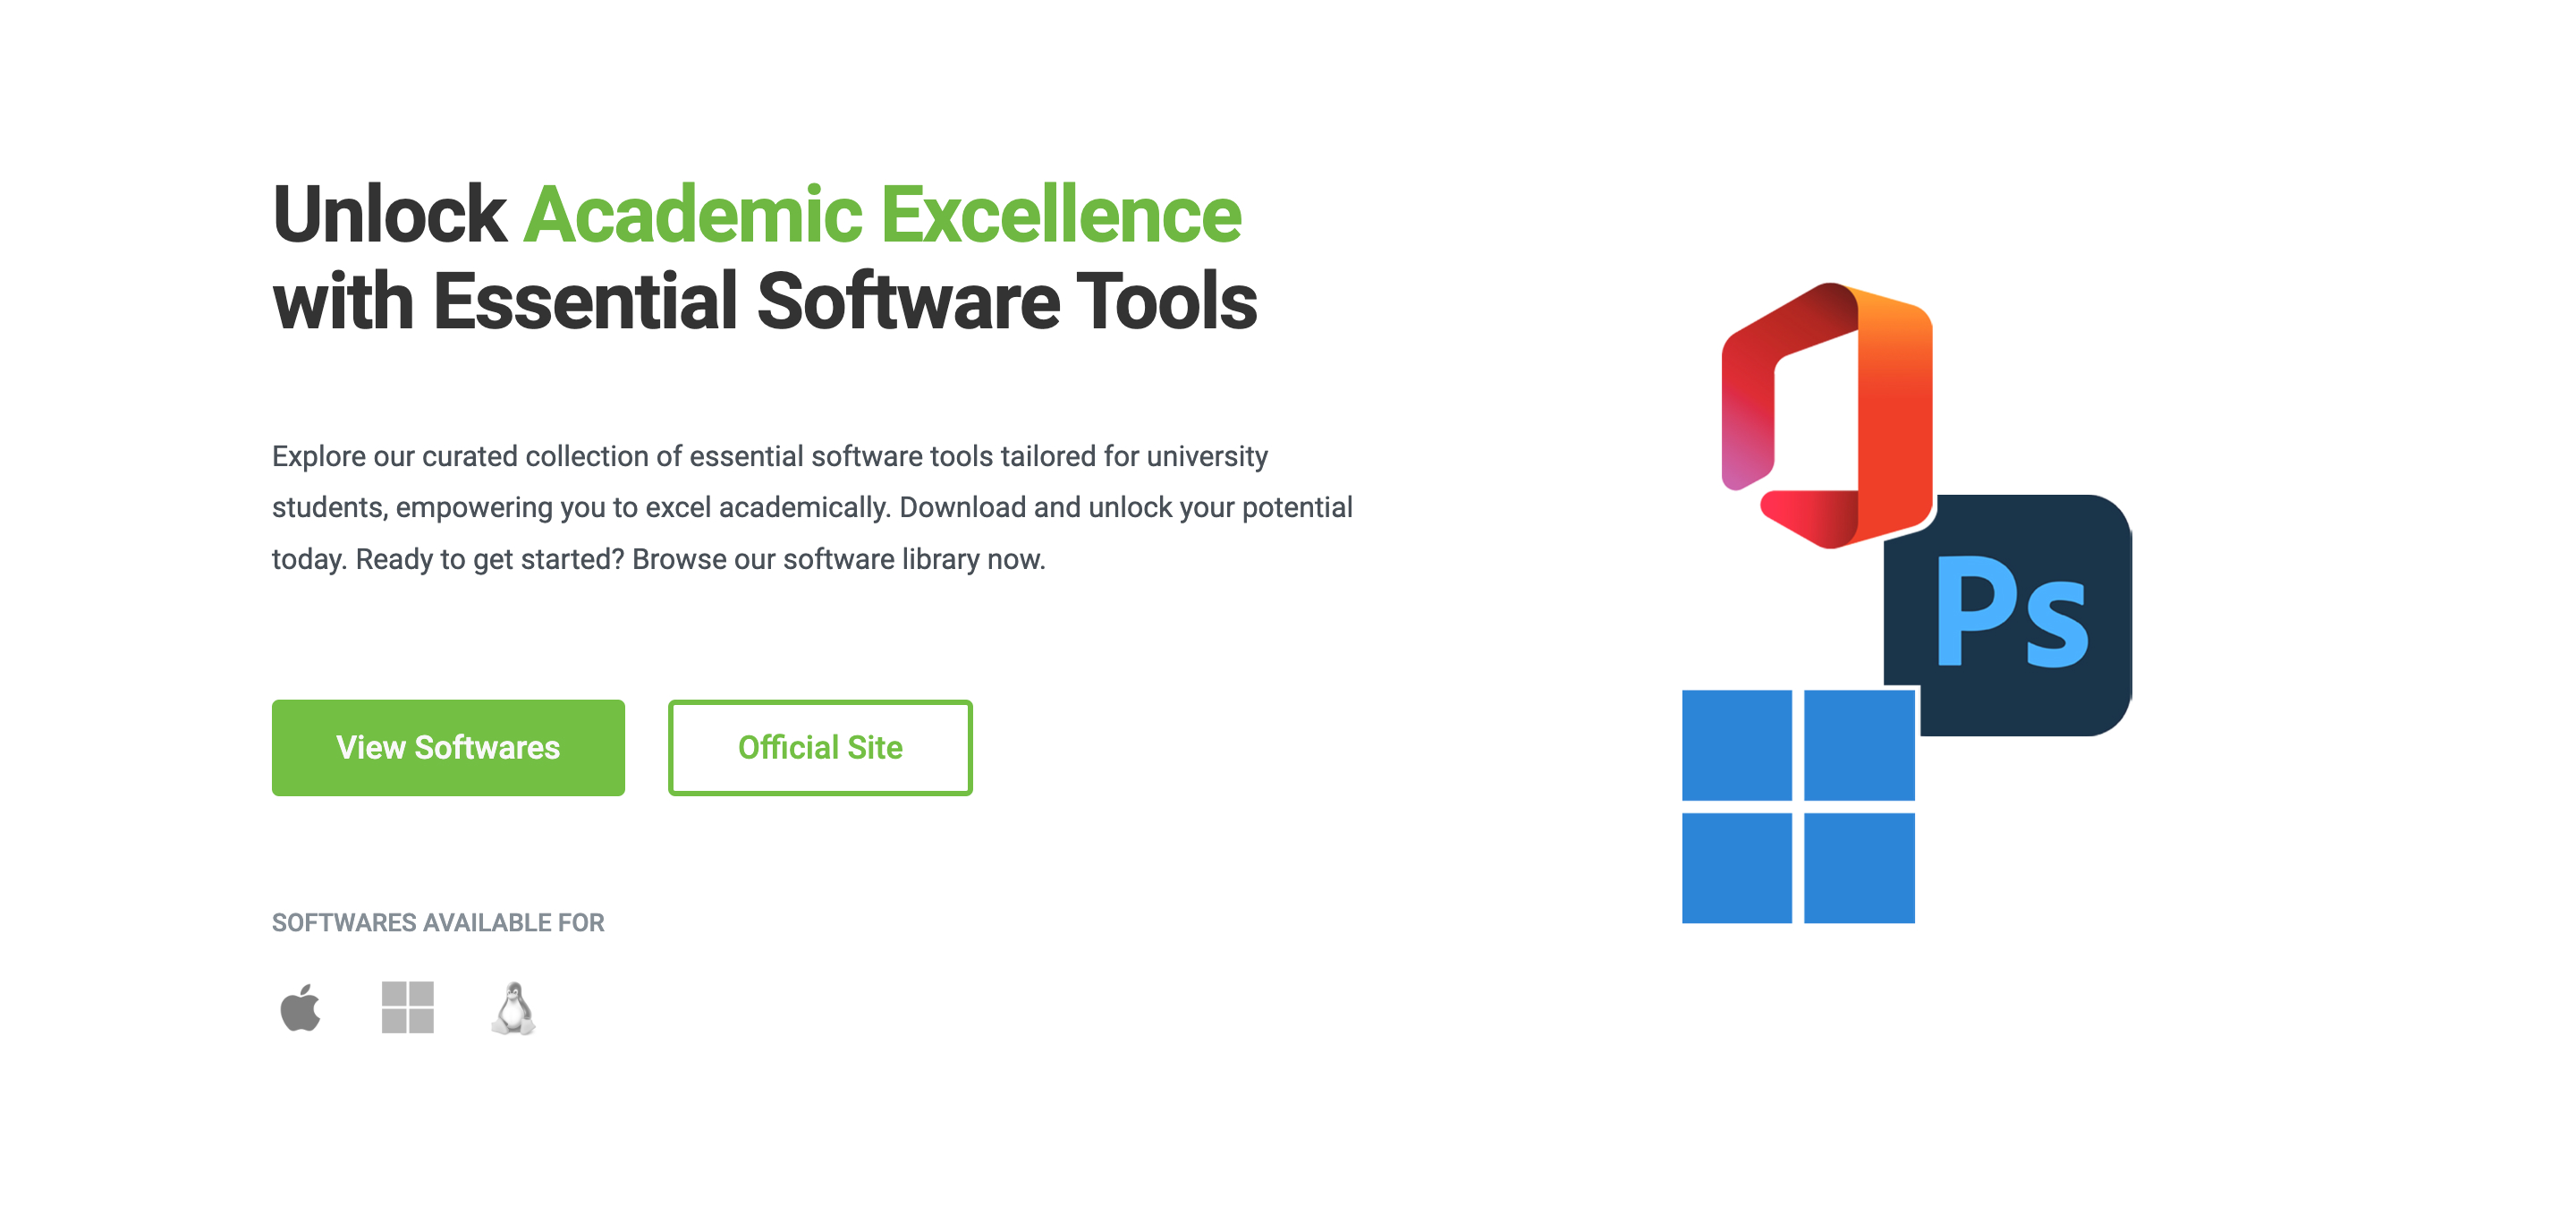 Unlock Academic Excellence
with Essential Software Tools
Explore our curated collection of essential software tools tailored for university
students, empowering you to excel academically. Download and unlock your potential
today. Ready to get started? Browse our software library now.
View Softwares
Official Site
SOFTWARES AVAILABLE FOR
Ps